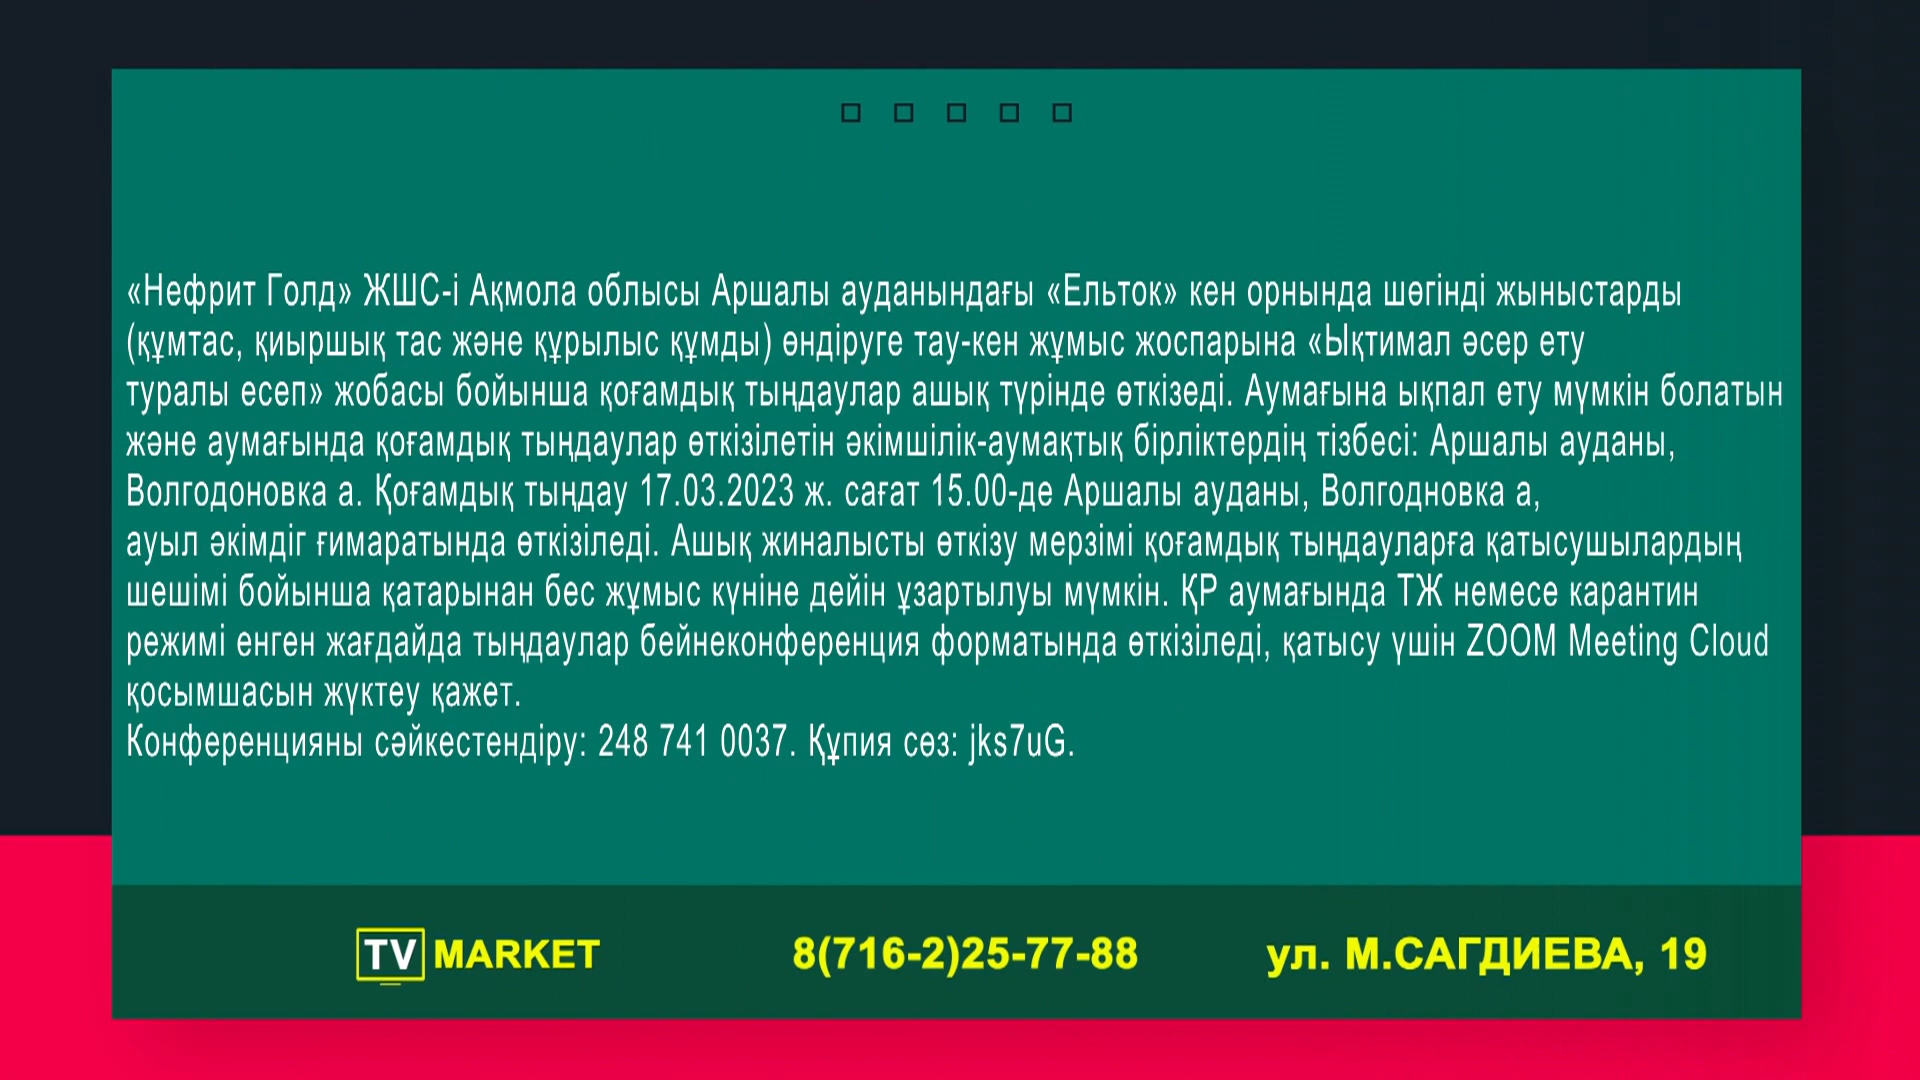 «Нефрит Голд» ЖШС-і Ақмола облысы Аршалы ауданындағы «Ельток» кен орнында шөгінді жыныстарды
(құмтас, қиыршық тас және құрылыс құмды) өндіруге тау-кен жұмыс жоспарына «Ықтимал әсер ету
туралы есеп» жобасы бойынша қоғамдық тыңдаулар ашық түрінде өткізеді. Аумағына ықпал ету мүмкін болатын
және аумағында қоғамдық тыңдаулар өткізілетін әкімшілік-аумақтық бірліктердің тізбесі: Аршалы ауданы,
Волгодоновка а. Қоғамдық тыңдау 17.03.2023 ж. сағат 15.00-де Аршалы ауданы, Волгодновка а,
ауыл әкімдіг ғимаратында өткізіледі. Ашық жиналысты өткізу мерзімі қоғамдық тыңдауларға қатысушылардың
шешімі бойынша қатарынан бес жұмыс күніне дейін ұзартылуы мүмкін. ҚР аумағында ТЖ немесе карантин
режимі енген жағдайда тыңдаулар бейнеконференция форматында өткізіледі, қатысу үшін ZOOM Meeting Cloud
қосымшасын жүктеу қажет.
Конференцияны сәйкестендіру: 248 741 0037. Құпия сөз: jks7uG.
TV MARKET 8(716-2)25-77-88 ул. М.САГДИЕВА, 19